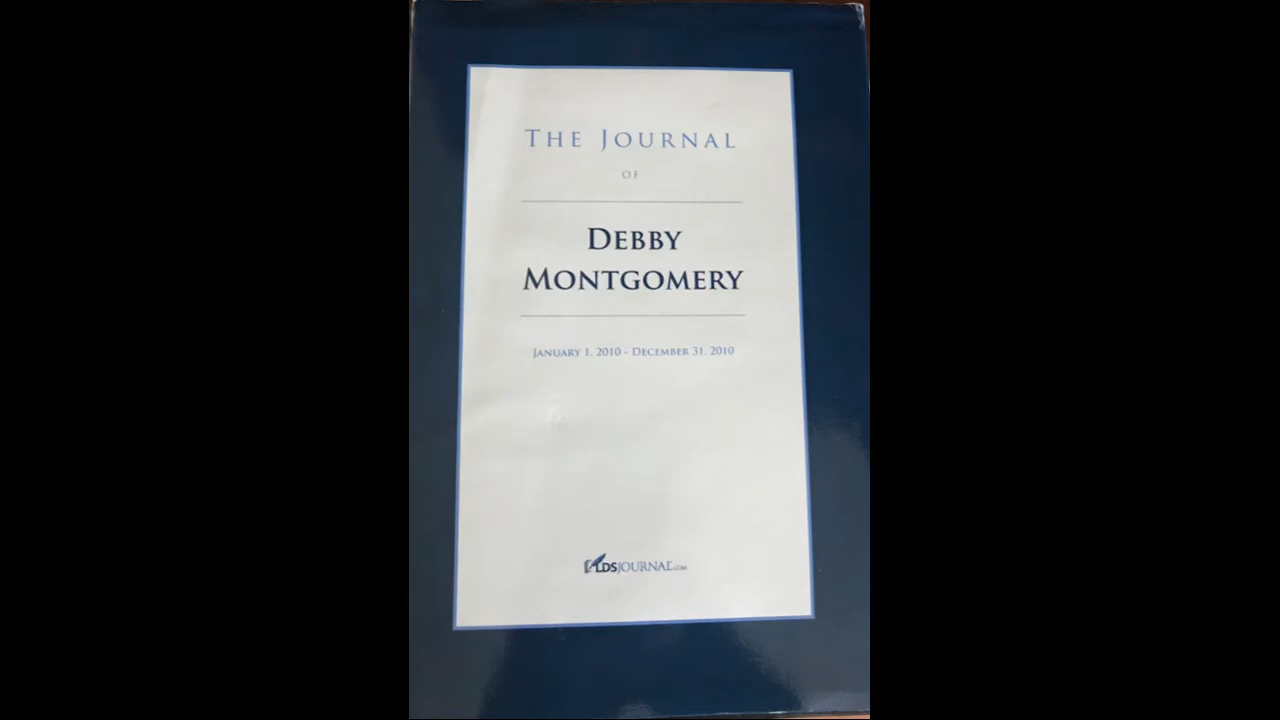 THE JOURNAL
OF
DEBBY
MONTGOMERY
JANUARY 1, 2010 - DECEMBER 31, 2010
LDSJOURNAL.COM